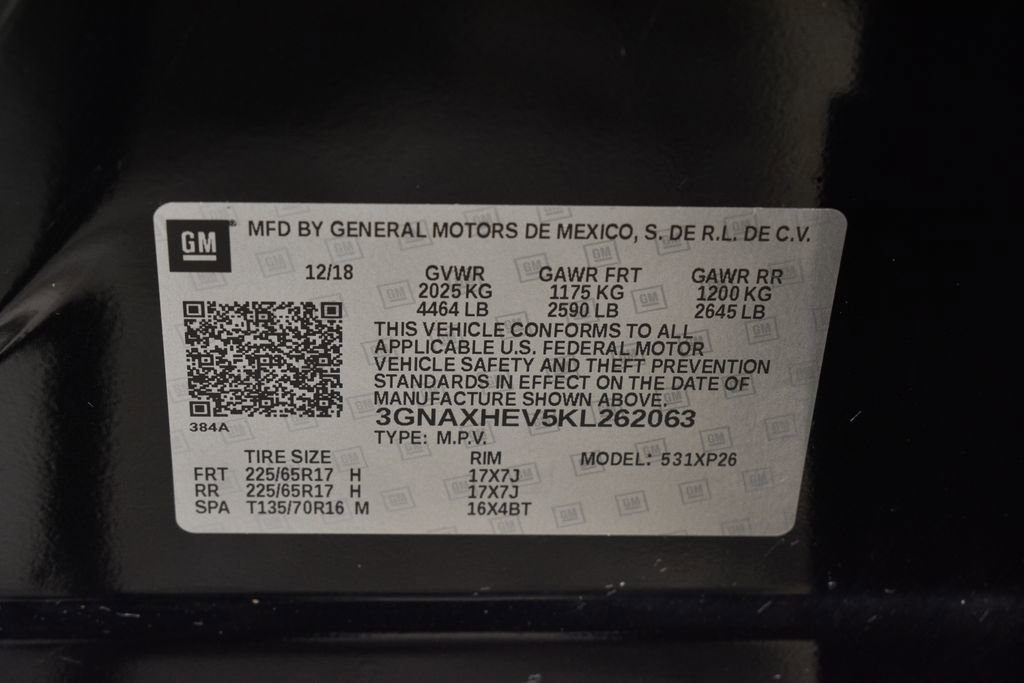 GM MFD BY GENERAL MOTORS DE MEXICO, S. DE R.L. DE C.V.
12/18 GVWR GAWR FRT GAWR RR
2025 KG 1175 KG 1200 KG
4464 LB 2590 LB 2645 LB
THIS VEHICLE CONFORMS TO ALL
APPLICABLE U.S. FEDERAL MOTOR
VEHICLE SAFETY AND THEFT PREVENTION
STANDARDS IN EFFECT ON THE DATE OF
MANUFACTURE SHOWN ABOVE.
3GNAXHEV5KL262063
384A
TYPE: M.P.V.
TIRE SIZE RIM MODEL: 531XP26
FRT 225/65R17 H 17X7J
RR 225/65R17 H 17X7J
SPA T135/70R16 M 16X4BT